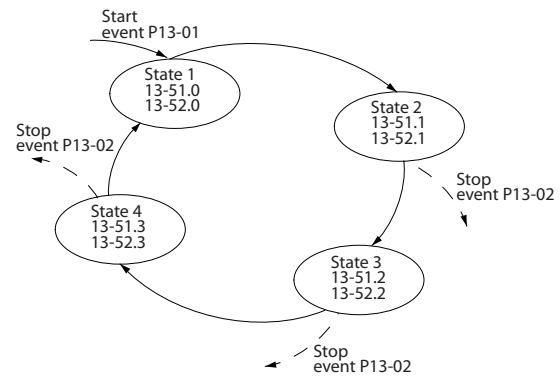 Start
event P13-01
State 1
13-51.0
13-52.0
State 2
13-51.1
13-52.1
Stop
event P13-02
Stop
event P13-02
State 4
13-51.3
13-52.3
State 3
13-51.2
13-52.2
Stop
event P13-02